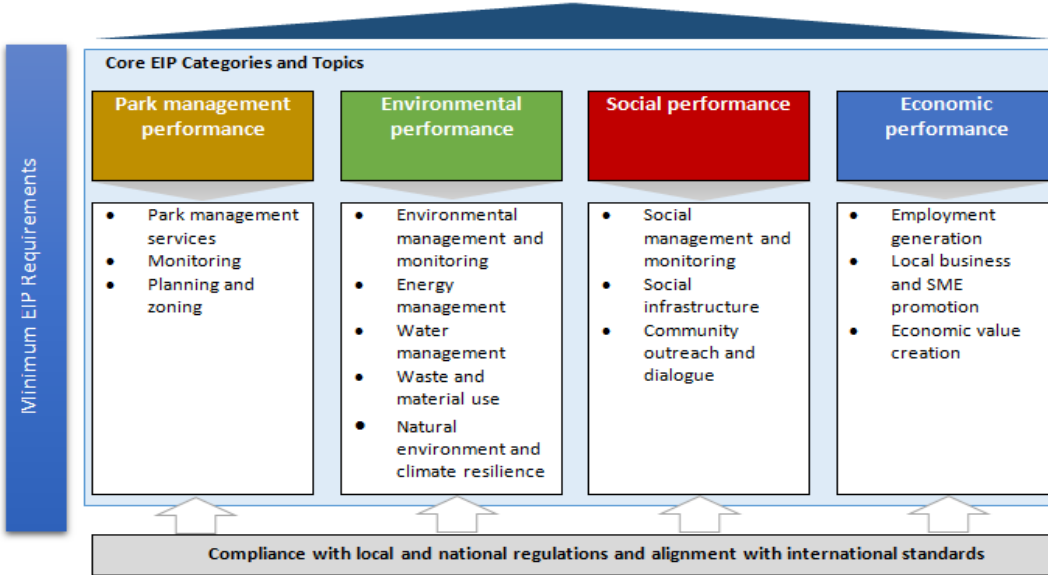 Core EIP Categories and Topics
Minimum EIP Requirements
Park management
performance
• Park management
services
• Monitoring
• Planning and
zoning
Environmental
performance
• Environmental
management and
monitoring
• Energy
management
• Water
management
• Waste and
material use
• Natural
environment and
climate resilience
Social performance
• Social
management and
monitoring
• Social
infrastructure
• Community
outreach and
dialogue
Economic
performance
• Employment
generation
• Local business
and SME
promotion
• Economic value
creation
Compliance with local and national regulations and alignment with international standards